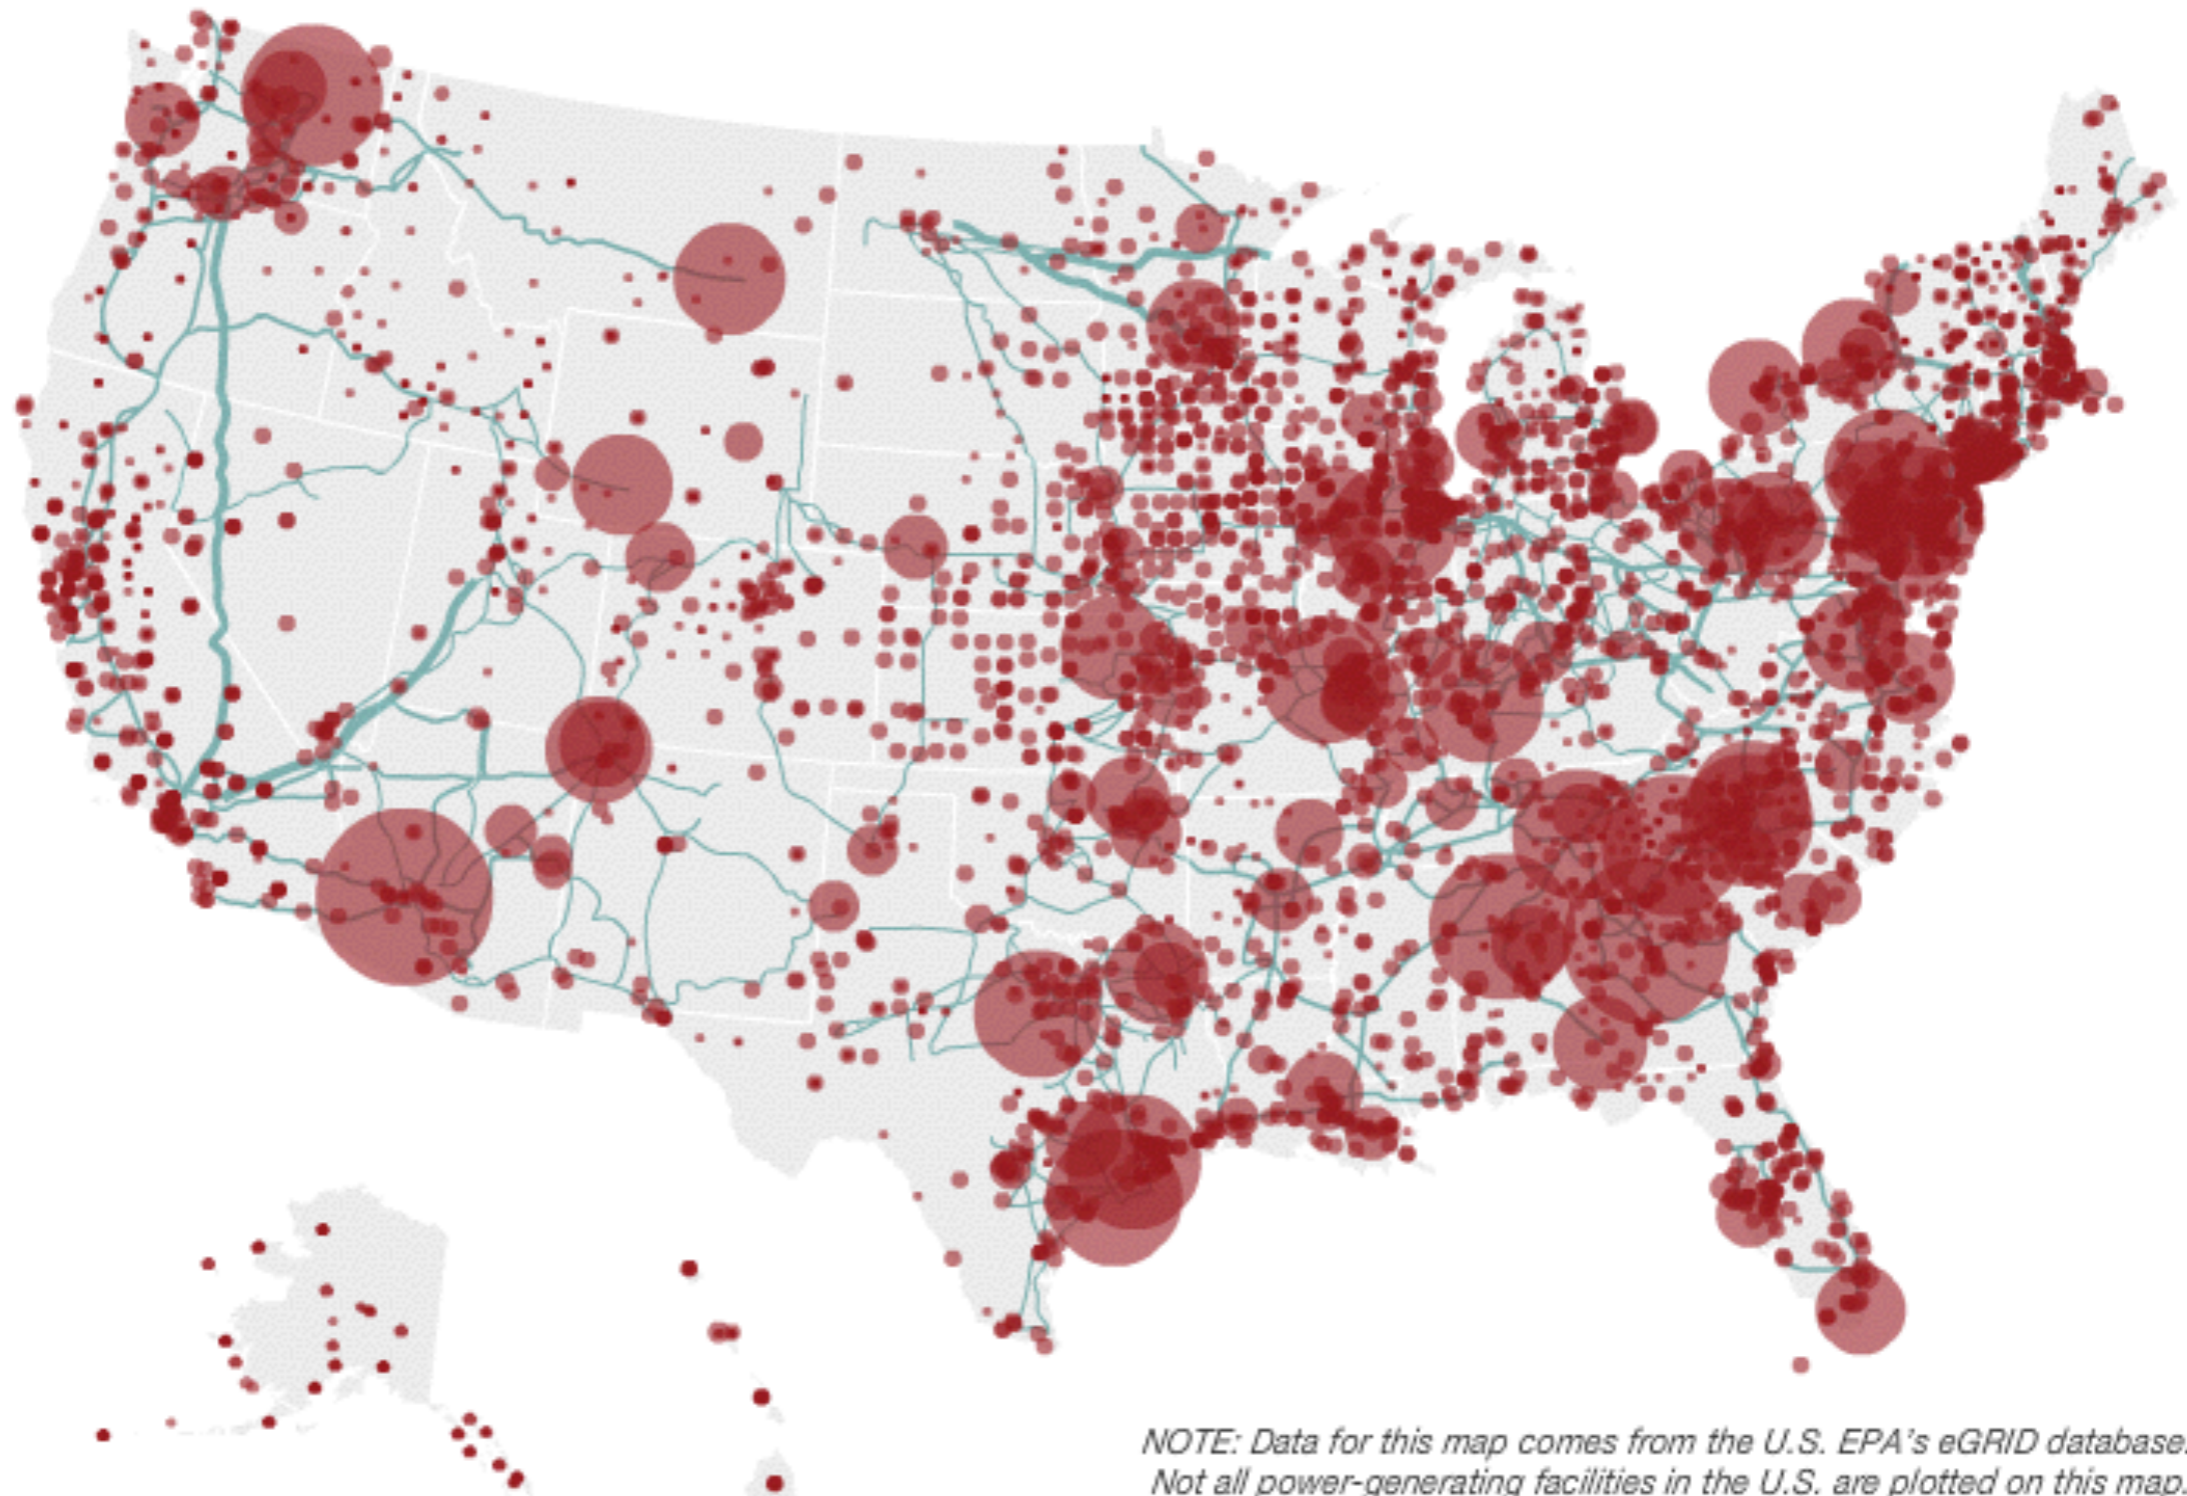 NOTE: Data for this map comes from the U.S. EPA's eGRID database.
Not all power-generating facilities in the U.S. are plotted on this map.